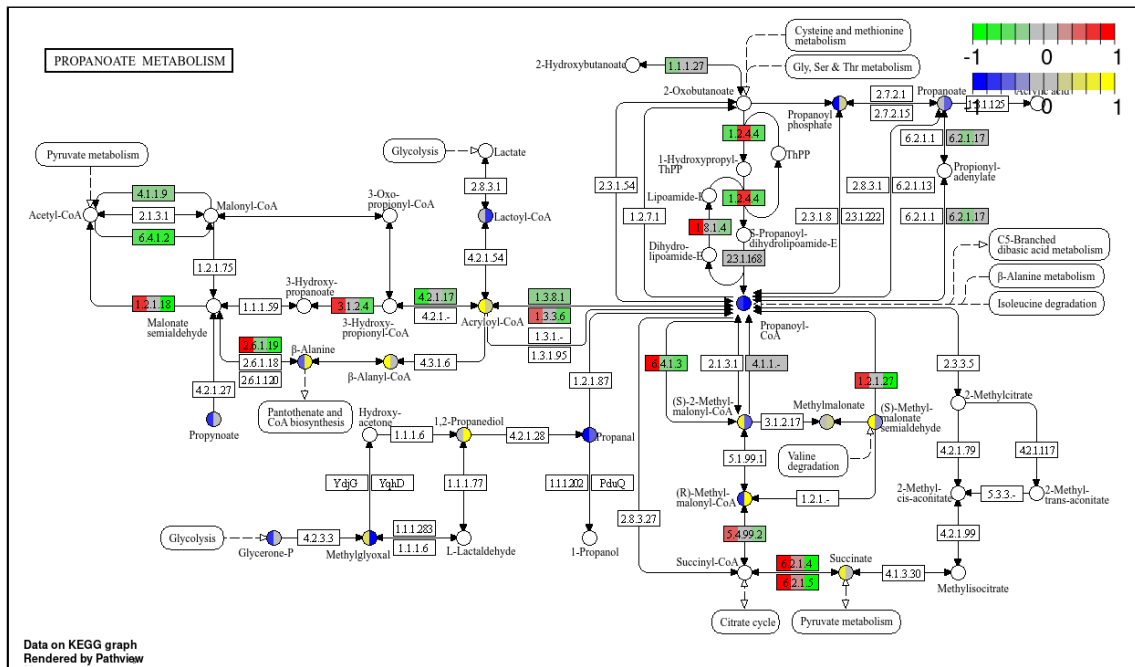 PROPANOATE METABOLISM
Cysteine and methionine
metabolism
-1 0 1
2-Hydroxybutanoate
1.1.1.27
Gly, Ser & Thr metabolism
-1 0 1
2-Oxobutanoate
2.7.2.1
Propanoate
1.3.1.125
2.7.2.15
Propanoyl
phosphate
Pyruvate metabolism
Glycolysis
Lactate
1.2.4.4
6.2.1.1
6.2.1.17
1-Hydroxypropyl-
ThPP
ThPP
Propionyl-
adenylate
4.1.1.9
3-Oxo-
propionyl-CoA
2.8.3.1
2.3.1.54
2.8.3.1
6.2.1.13
Acetyl-CoA
2.1.3.1
Malonyl-CoA
Lactoyl-CoA
1.2.4.4
1.2.7.1
2.3.1.8
2.3.1.222
6.2.1.1
6.2.1.17
6.4.1.2
1.8.1.4
S-Propanoyl-
dihydrolipoamide-E
C5-Branched
dibasic acid metabolism
4.2.1.54
Dihydro-
lipoamide-E
2.3.1.168
1.2.1.75
β-Alanine metabolism
3-Hydroxy-
propanoate
4.2.1.17
1.3.8.1
Isoleucine degradation
1.2.1.18
1.1.1.59
3.1.2.4
4.2.1.-
Acryloyl-CoA
1.3.3.6
Propanoyl-
CoA
Malonate
semialdehyde
3-Hydroxy-
propionyl-CoA
1.3.1.-
1.3.1.95
2.6.1.19
β-Alanine
2.6.1.18
4.3.1.6
6.4.1.3
2.1.3.1
4.1.1.-
2.3.3.5
2.6.1.120
β-Alanyl-CoA
1.2.1.87
1.2.1.27
4.2.1.27
(S)-2-Methyl-
malonyl-CoA
Methylmalonate
(S)-Methyl-
malonate
semialdehyde
2-Methylcitrate
Pantothenate and
CoA biosynthesis
Hydroxy-
acetone
1,2-Propanediol
3.1.2.17
Propynoate
1.1.1.6
4.2.1.28
Propanal
Valine
degradation
4.2.1.79
4.2.1.117
5.1.99.1
YdjG
YqhD
1.1.1.77
1.1.1.202
PduQ
(R)-Methyl-
malonyl-CoA
1.2.1.-
2-Methyl-
cis-aconitate
5.3.3.-
2-Methyl-
trans-aconitate
2.8.3.27
Glycolysis
1.1.1.283
5.4.99.2
4.2.1.99
Glycerone-P
4.2.3.3
Methylglyoxal
1.1.1.6
L-Lactaldehyde
1-Propanol
Succinyl-CoA
6.2.1.4
Succinate
4.1.3.30
6.2.1.5
Methylisocitrate
Citrate cycle
Pyruvate metabolism
Data on KEGG graph
Rendered by Pathview